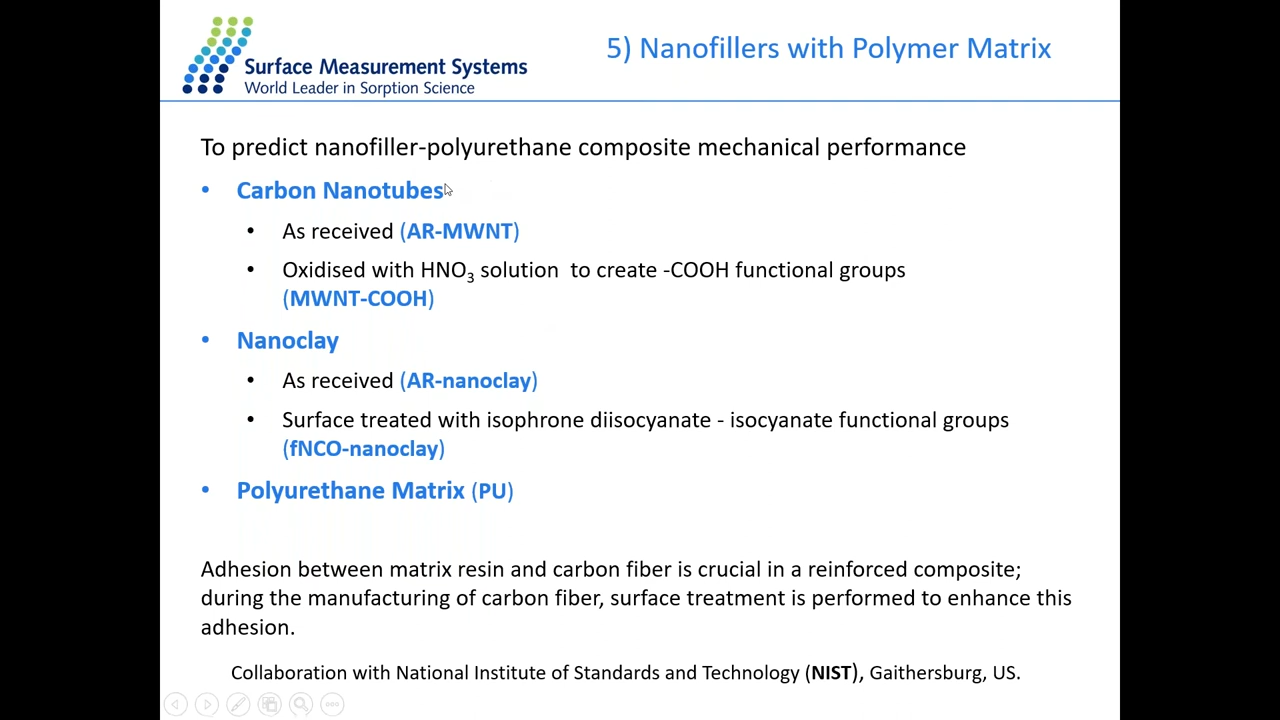 Surface Measurement Systems
World Leader in Sorption Science
5) Nanofillers with Polymer Matrix
To predict nanofiller-polyurethane composite mechanical performance
• Carbon Nanotubes
• As received (AR-MWNT)
• Oxidised with HNO3 solution  to create -COOH functional groups
(MWNT-COOH)
• Nanoclay
• As received (AR-nanoclay)
• Surface treated with isophrone diisocyanate - isocyanate functional groups
(fNCO-nanoclay)
• Polyurethane Matrix (PU)
Adhesion between matrix resin and carbon fiber is crucial in a reinforced composite;
during the manufacturing of carbon fiber, surface treatment is performed to enhance this
adhesion.
Collaboration with National Institute of Standards and Technology (NIST), Gaithersburg, US.